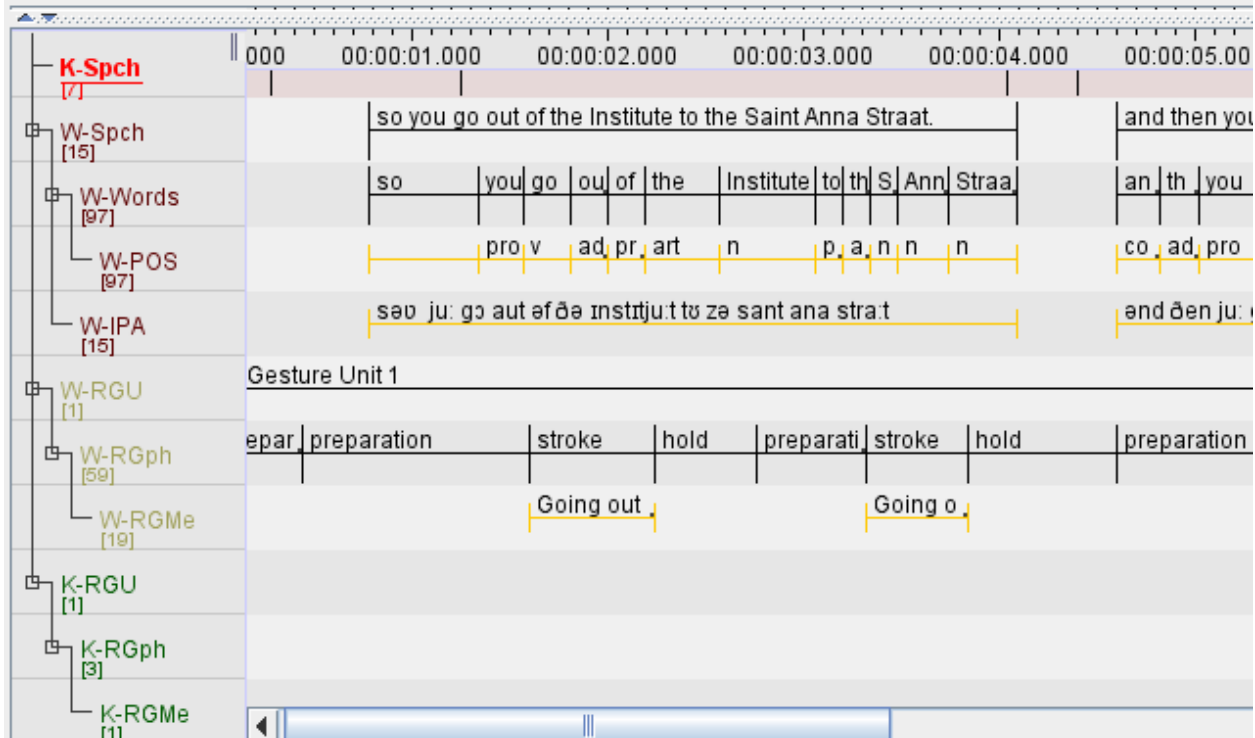 000 00:00:01.000 00:00:02.000 00:00:03.000 00:00:04.000 00:00:05.00
K-Spch
[7]
W-Spch so you go out of the Institute to the Saint Anna Straat. and then you
[15]
W-Words so you go ou of the Institute to th S Ann Straa an th you
[97]
W-POS pro v ad pr art n p a n n n co ad pro
[97]
W-IPA səʊ ju: gɔ aut əf ðə ɪnstɪtju:t tʊ zə sant ana stra:t ənd ðen ju: g
[15]
W-RGU Gesture Unit 1
[1]
W-RGph epar preparation stroke hold preparati stroke hold preparation
[59]
W-RGMe Going out Going o
[19]
K-RGU
[1]
K-RGph
[3]
K-RGMe
[1]